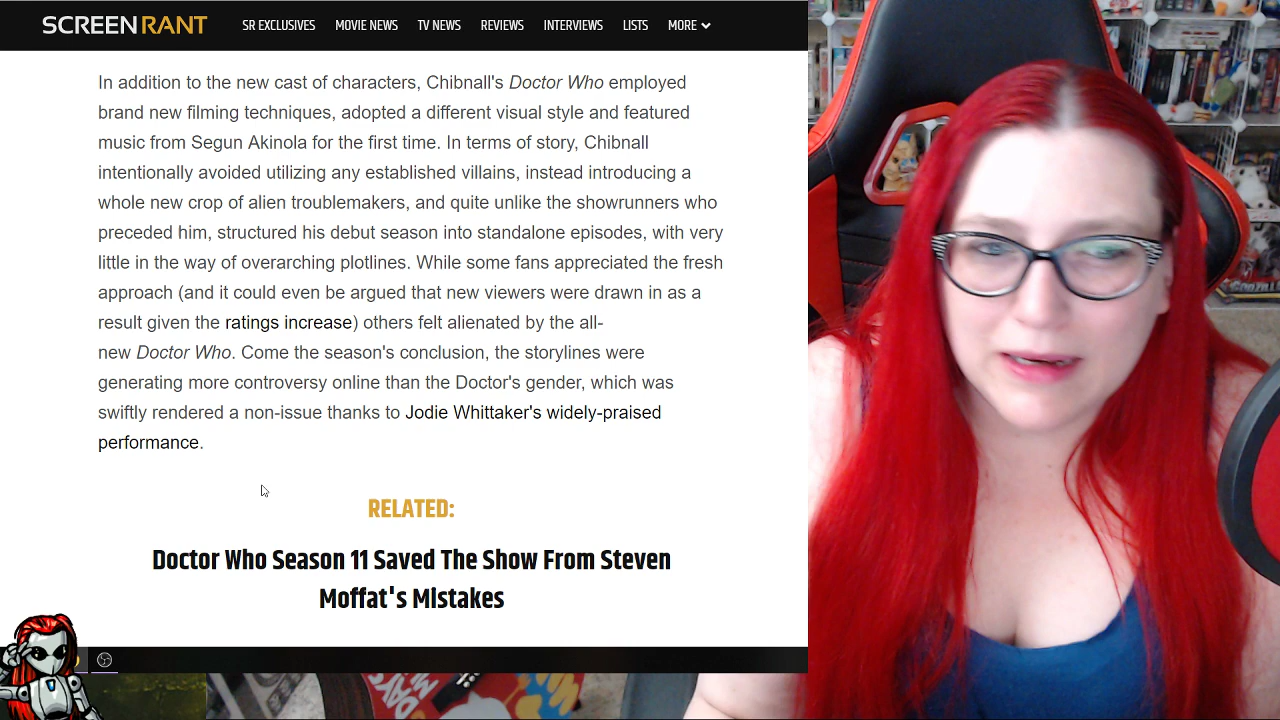 SCREENRANT SR EXCLUSIVES MOVIE NEWS TV NEWS REVIEWS INTERVIEWS LISTS MORE
In addition to the new cast of characters, Chibnall's Doctor Who employed
brand new filming techniques, adopted a different visual style and featured
music from Segun Akinola for the first time. In terms of story, Chibnall
intentionally avoided utilizing any established villains, instead introducing a
whole new crop of alien troublemakers, and quite unlike the showrunners who
preceded him, structured his debut season into standalone episodes, with very
little in the way of overarching plotlines. While some fans appreciated the fresh
approach (and it could even be argued that new viewers were drawn in as a
result given the ratings increase) others felt alienated by the all-
new Doctor Who. Come the season's conclusion, the storylines were
generating more controversy online than the Doctor's gender, which was
swiftly rendered a non-issue thanks to Jodie Whittaker's widely-praised
performance.
RELATED:
Doctor Who Season 11 Saved The Show From Steven
Moffat's Mistakes